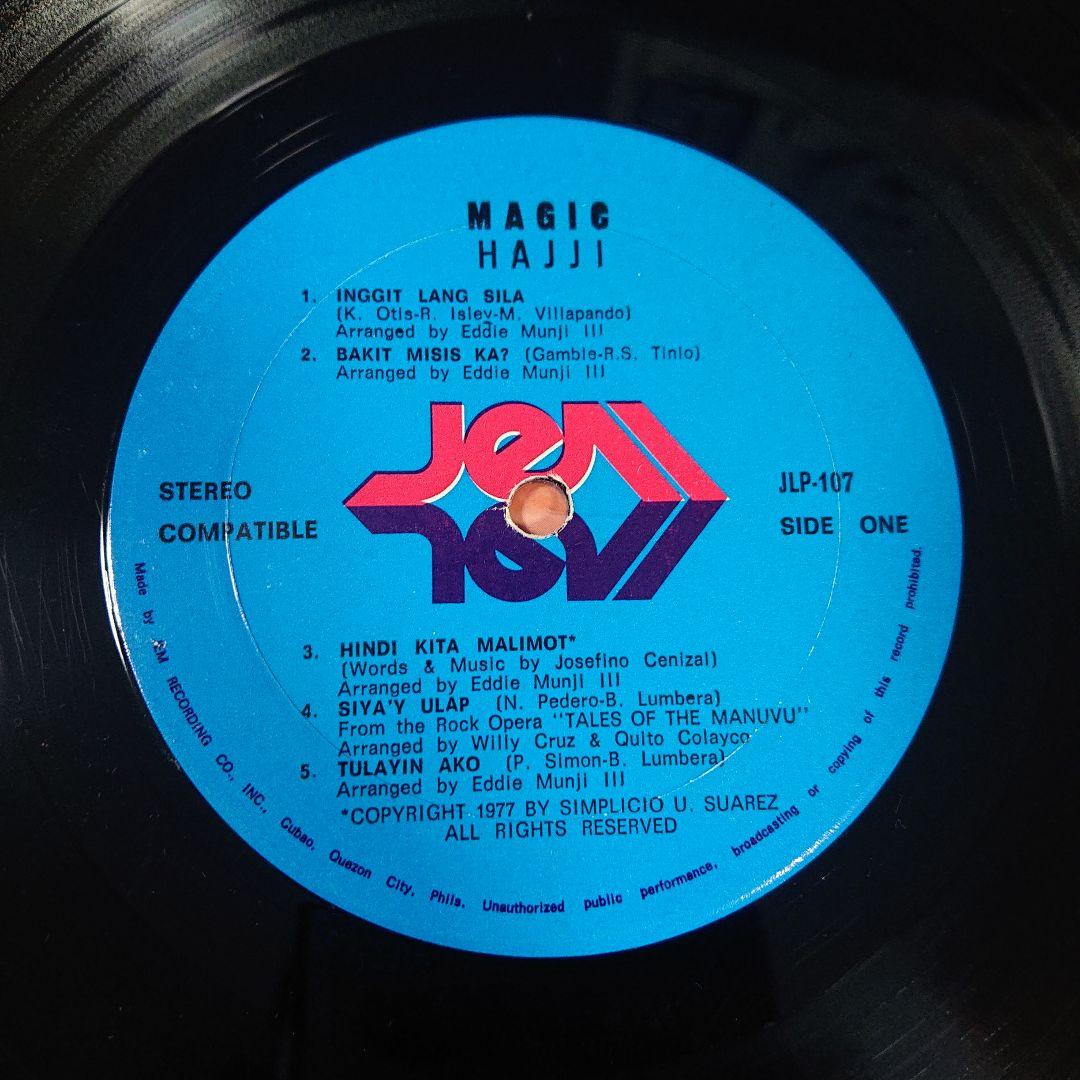 MAGIC
HAJJI
1. INGGIT LANG SILA
(K. Otis-R. Isley-M. Villapando)
Arranged by Eddie Munji III
2. BAKIT MISIS KA? (Gamble-R.S. Tinio)
Arranged by Eddie Munji III
Jem
STEREO
COMPATIBLE
JLP-107
SIDE ONE
3. HINDI KITA MALIMOT*
(Words & Music by Josefino Cenizal)
Arranged by Eddie Munji III
4. SIYA'Y ULAP (N. Pedero-B. Lumbera)
From the Rock Opera "TALES OF THE MANUVU"
Arranged by Willy Cruz & Quito Colayco
5. TULAYIN AKO (P. Simon-B. Lumbera)
Arranged by Eddie Munji III
*COPYRIGHT 1977 BY SIMPLICIO U. SUAREZ
ALL RIGHTS RESERVED
Made by RECORDING CO., INC., Cubao, Quezon City, Phils. Unauthorized public performance, broadcasting or copying of this record prohibited.